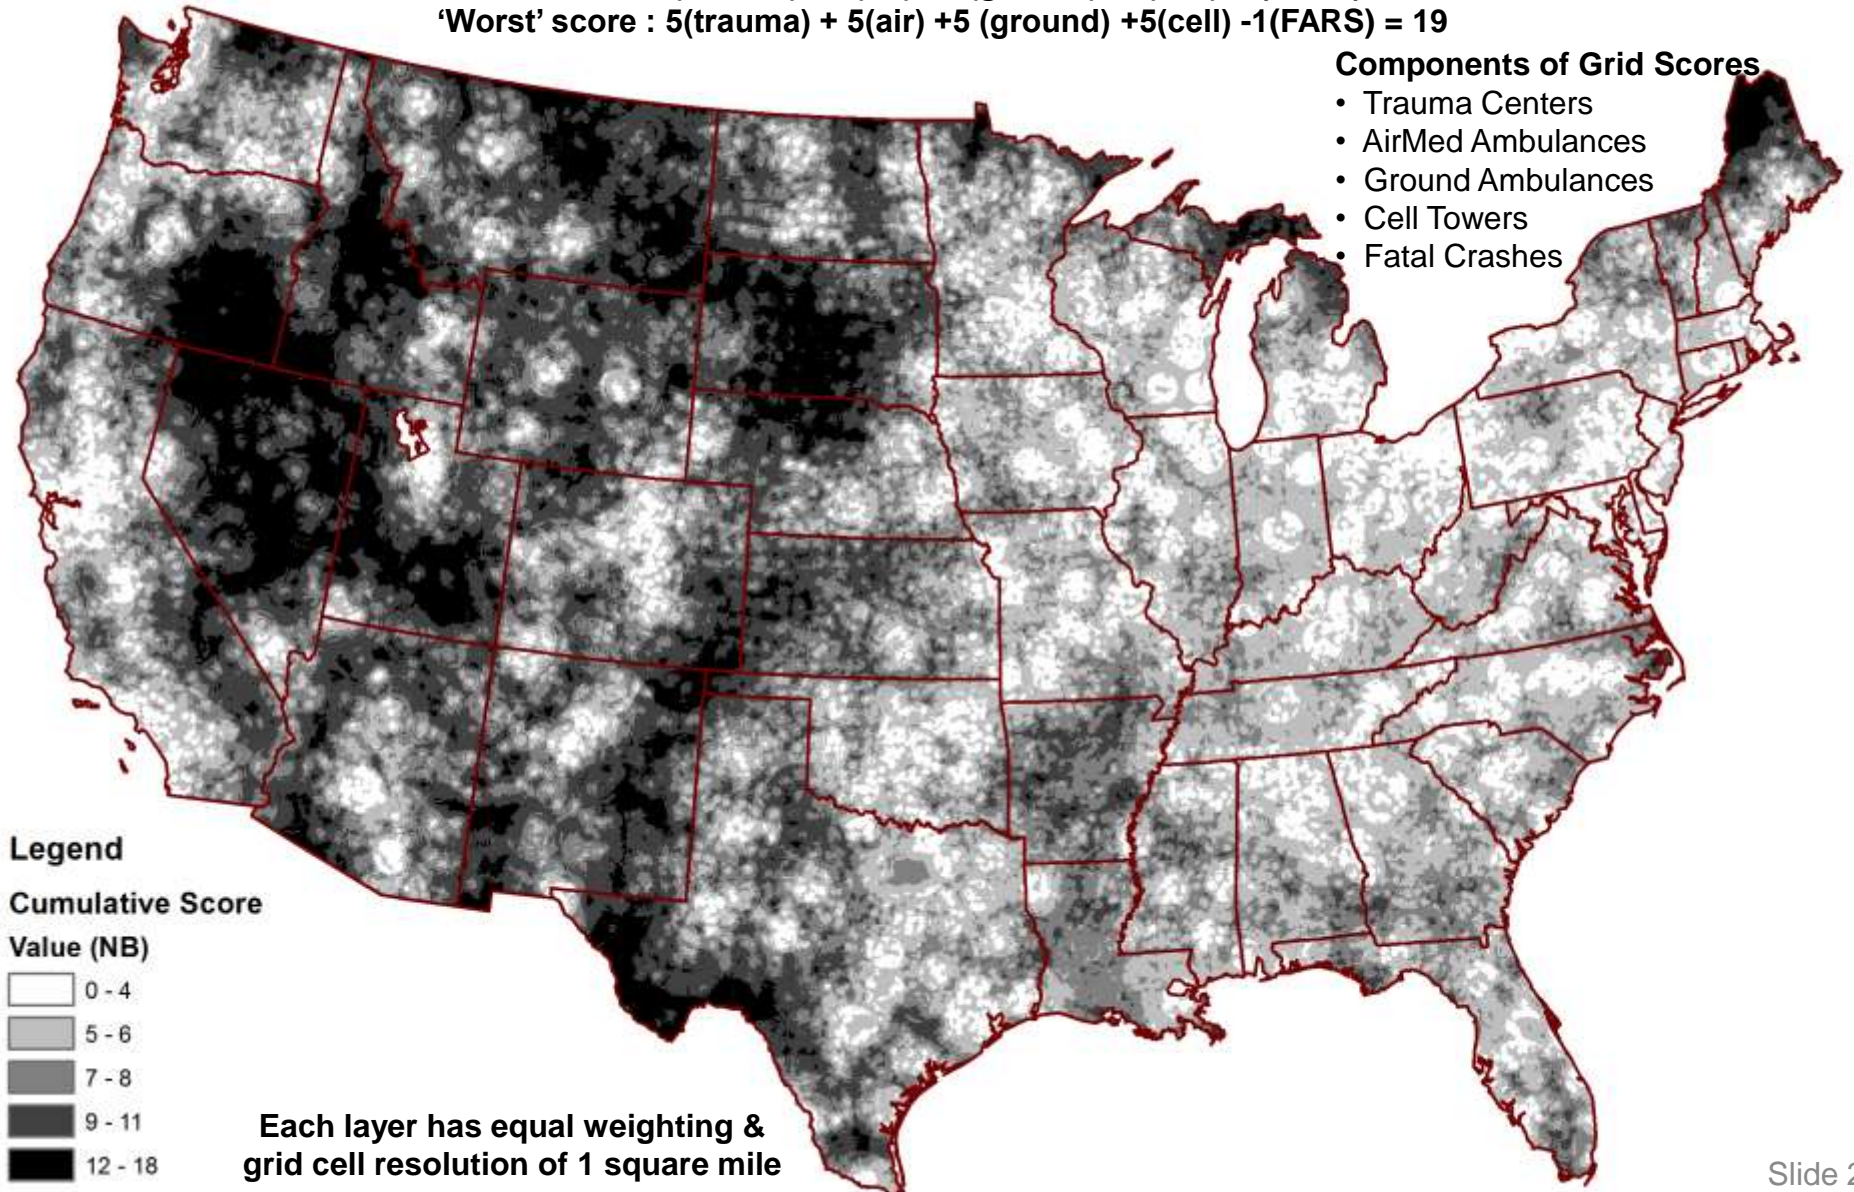 ‘Worst’ score : 5(trauma) + 5(air) +5 (ground) +5(cell) -1(FARS) = 19
Components of Grid Scores
• Trauma Centers
• AirMed Ambulances
• Ground Ambulances
• Cell Towers
• Fatal Crashes
Legend
Cumulative Score
Value (NB)
0 - 4
5 - 6
7 - 8
9 - 11
12 - 18
Each layer has equal weighting &
grid cell resolution of 1 square mile
Slide 2